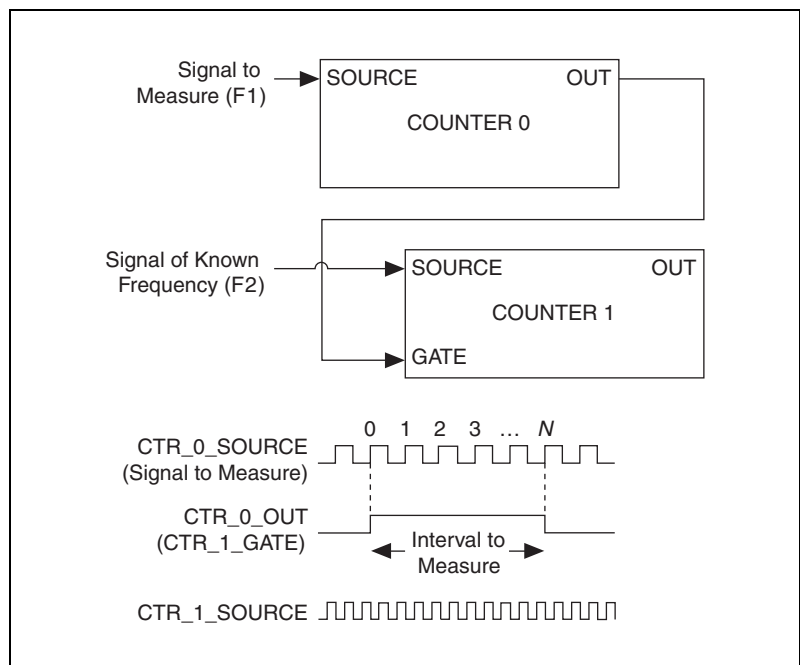 Signal to
Measure (F1)
SOURCE OUT
COUNTER 0
Signal of Known
Frequency (F2)
SOURCE OUT
COUNTER 1
GATE
0 1 2 3 … N
CTR_0_SOURCE
(Signal to Measure)
CTR_0_OUT
(CTR_1_GATE)
Interval to
Measure
CTR_1_SOURCE